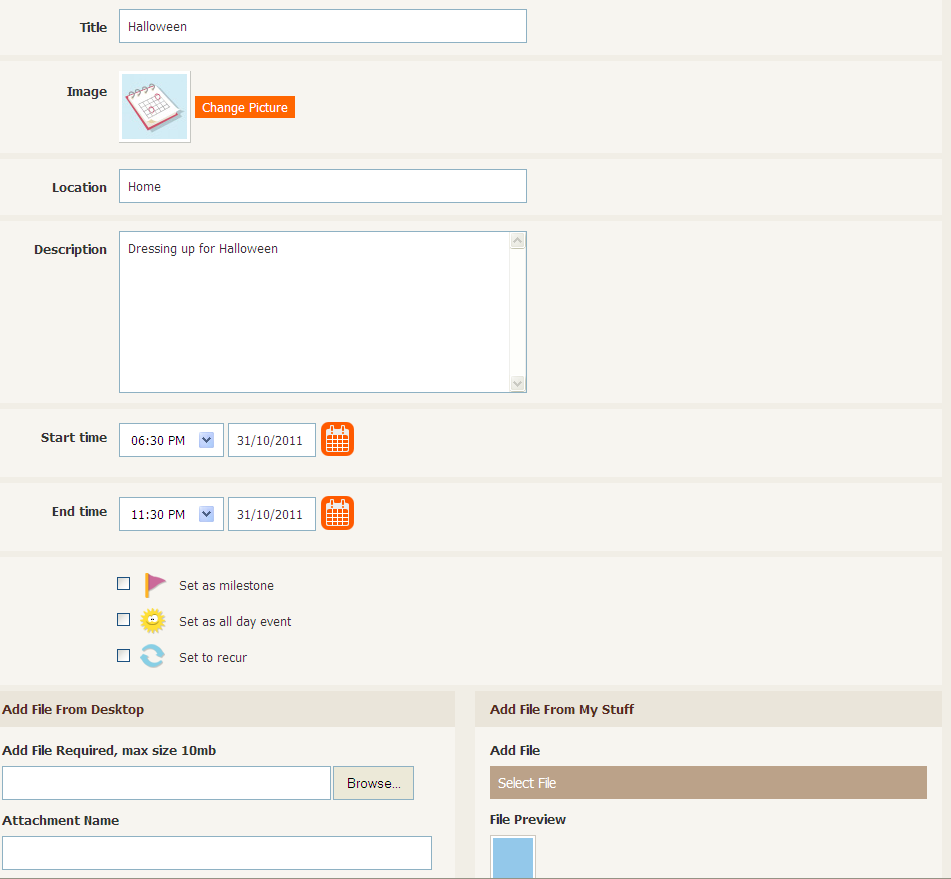 Title Halloween
Image Change Picture
Location Home
Description Dressing up for Halloween
Start time 06:30 PM 31/10/2011
End time 11:30 PM 31/10/2011
Set as milestone
Set as all day event
Set to recur
Add File From Desktop
Add File Required, max size 10mb
Browse...
Attachment Name
Add File From My Stuff
Add File
Select File
File Preview